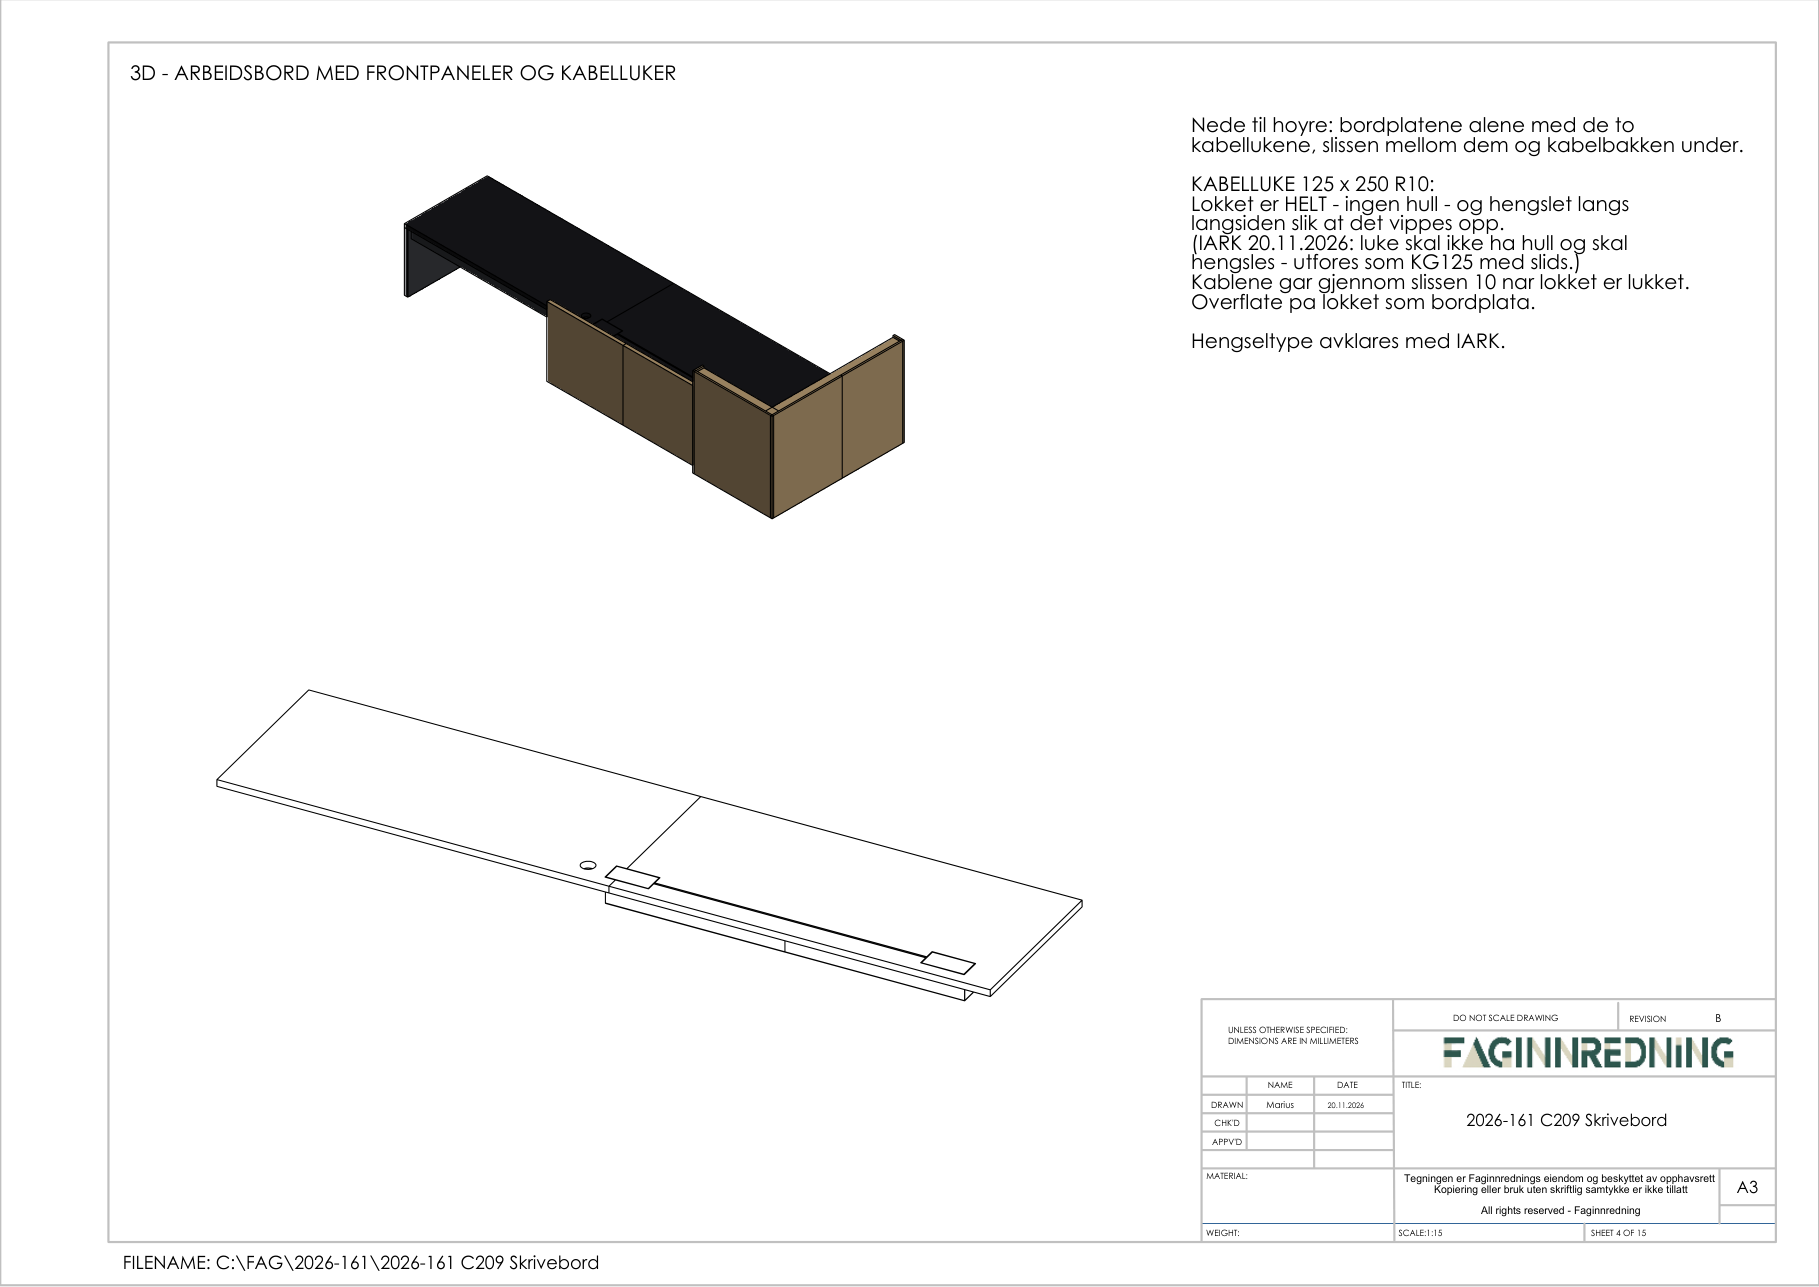 3D - ARBEIDSBORD MED FRONTPANELER OG KABELLUKER
Nede til hoyre: bordplatene alene med de to
kabellukene, slissen mellom dem og kabelbakken under.
KABELLUKE 125 x 250 R10:
Lokket er HELT - ingen hull - og hengslet langs
langsiden slik at det vippes opp.
(IARK 20.11.2026: luke skal ikke ha hull og skal
hengsles - utfores som KG125 med slids.)
Kablene gar gjennom slissen 10 nar lokket er lukket.
Overflate pa lokket som bordplata.
Hengseltype avklares med IARK.
UNLESS OTHERWISE SPECIFIED:
DIMENSIONS ARE IN MILLIMETERS
DO NOT SCALE DRAWING
REVISION B
FAGINNREDNING
NAME DATE
DRAWN Marius 20.11.2026
CHK'D
APPV'D
TITLE:
2026-161 C209 Skrivebord
MATERIAL:
Tegningen er Faginnrednings eiendom og beskyttet av opphavsrett
Kopiering eller bruk uten skriftlig samtykke er ikke tillatt
All rights reserved - Faginnredning
A3
WEIGHT:
SCALE:1:15
SHEET 4 OF 15
FILENAME: C:\FAG\2026-161\2026-161 C209 Skrivebord